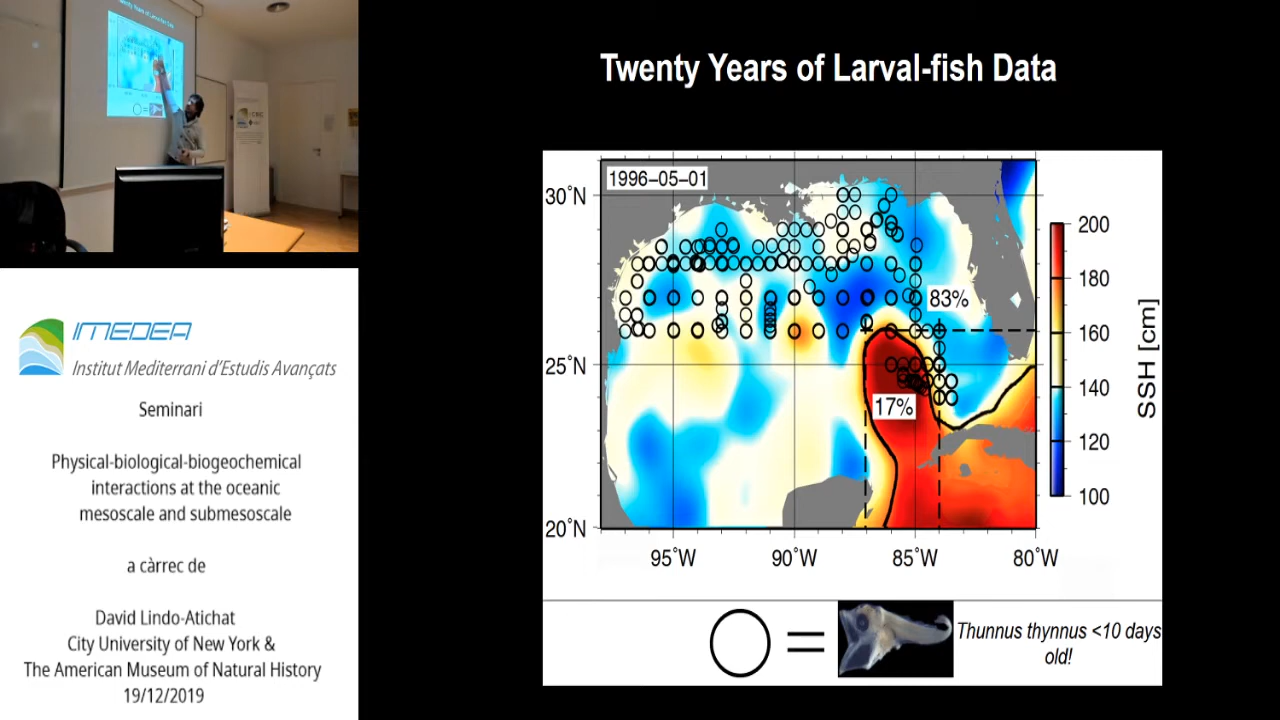 Twenty Years of Larval-fish Data
1996-05-01
30°N
25°N
20°N
95°W
90°W
85°W
80°W
83%
17%
200
180
160
140
120
100
SSH [cm]
Thunnus thynnus <10 days
old!
IMEDEA
Institut Mediterrani d'Estudis Avançats
Seminari
Physical-biological-biogeochemical
interactions at the oceanic
mesoscale and submesoscale
a càrrec de
David Lindo-Atichat
City University of New York &
The American Museum of Natural History
19/12/2019